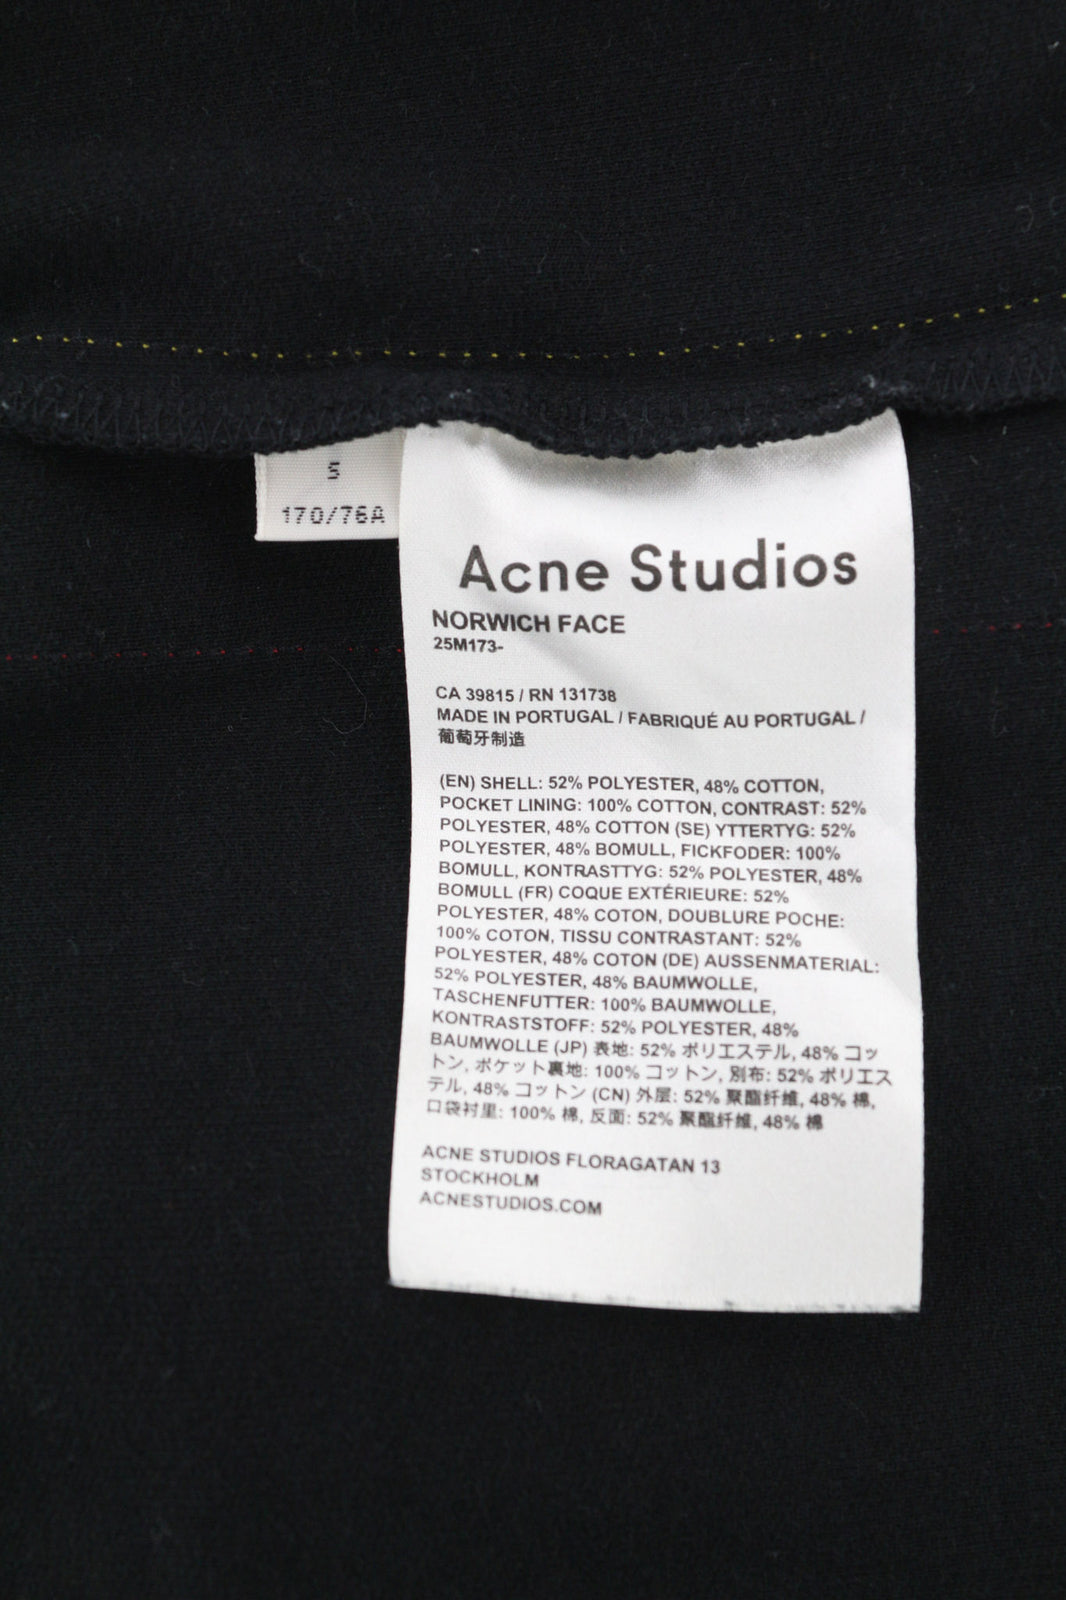 S
170/76A
Acne Studios
NORWICH FACE
25M173-
CA 39815 / RN 131738
MADE IN PORTUGAL / FABRIQUÉ AU PORTUGAL /
葡萄牙制造
(EN) SHELL: 52% POLYESTER, 48% COTTON,
POCKET LINING: 100% COTTON, CONTRAST: 52%
POLYESTER, 48% COTTON (SE) YTTERTYG: 52%
POLYESTER, 48% BOMULL, FICKFODER: 100%
BOMULL, KONTRASTTYG: 52% POLYESTER, 48%
BOMULL (FR) COQUE EXTÉRIEURE: 52%
POLYESTER, 48% COTON, DOUBLURE POCHE:
100% COTON, TISSU CONTRASTANT: 52%
POLYESTER, 48% COTON (DE) AUSSENMATERIAL:
52% POLYESTER, 48% BAUMWOLLE,
TASCHENFUTTER: 100% BAUMWOLLE,
KONTRASTSTOFF: 52% POLYESTER, 48%
BAUMWOLLE (JP) 表地: 52% ポリエステル, 48% コッ
トン, ポケット裏地: 100% コットン, 別布: 52% ポリエス
テル, 48% コットン (CN) 外层: 52% 聚酯纤维, 48% 棉,
口袋衬里: 100% 棉, 反面: 52% 聚酯纤维, 48% 棉
ACNE STUDIOS FLORAGATAN 13
STOCKHOLM
ACNESTUDIOS.COM